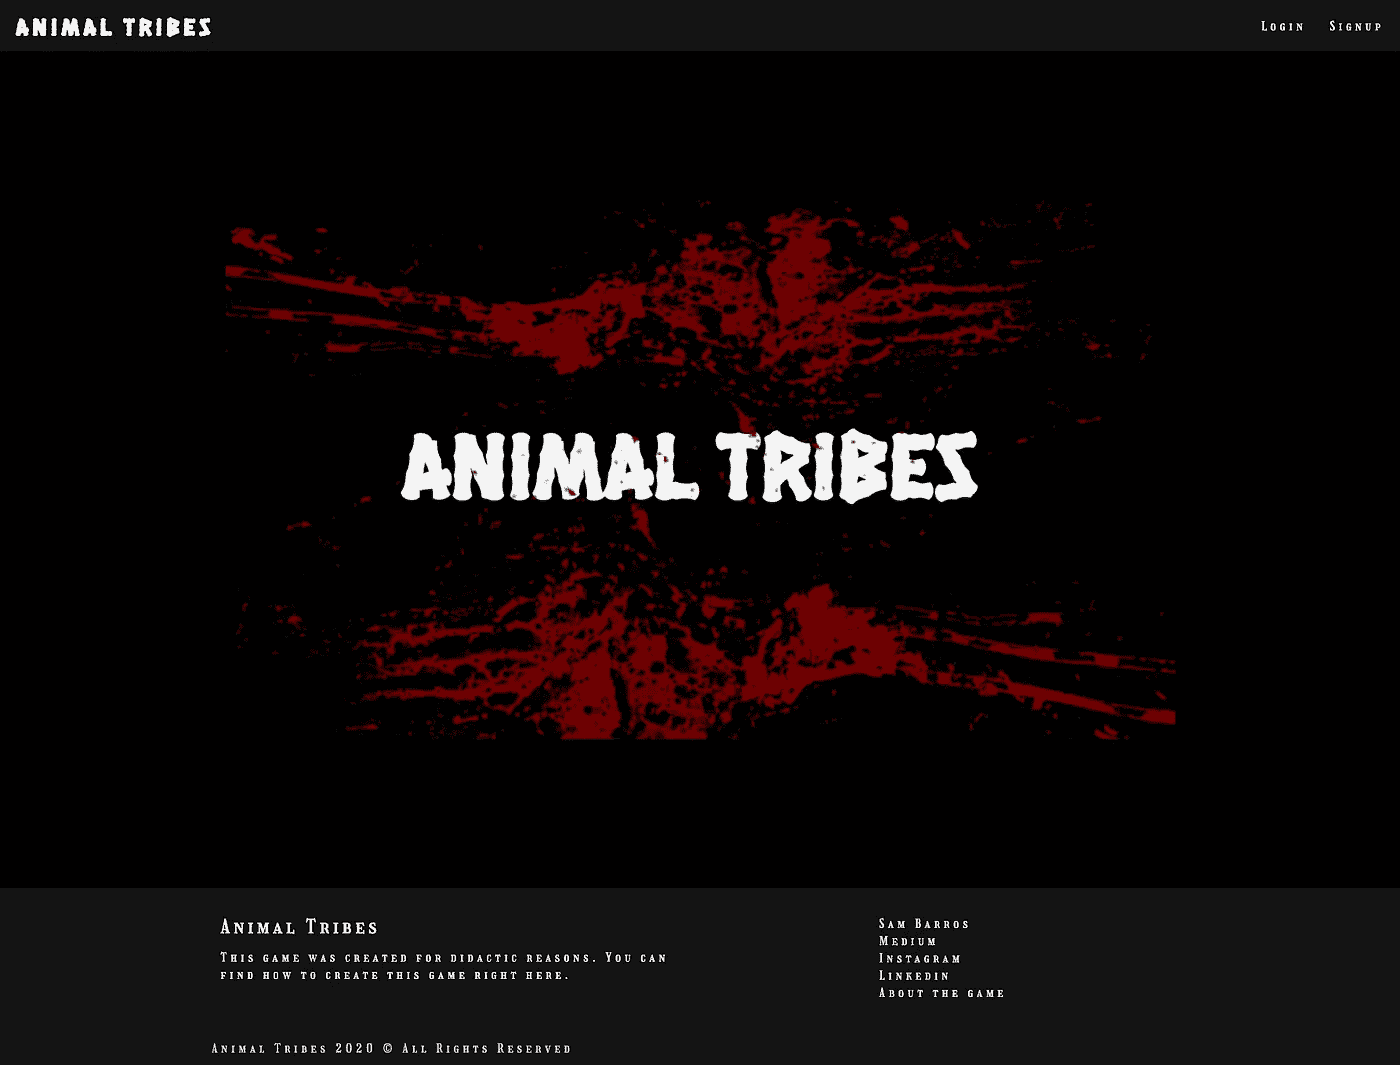 ANIMAL TRIBES
Login Signup
ANIMAL TRIBES
Animal Tribes
This game was created for didactic reasons. You can
find how to create this game right here.
Sam Barros
Medium
Instagram
Linkedin
About the game
Animal Tribes 2020 © All Rights Reserved